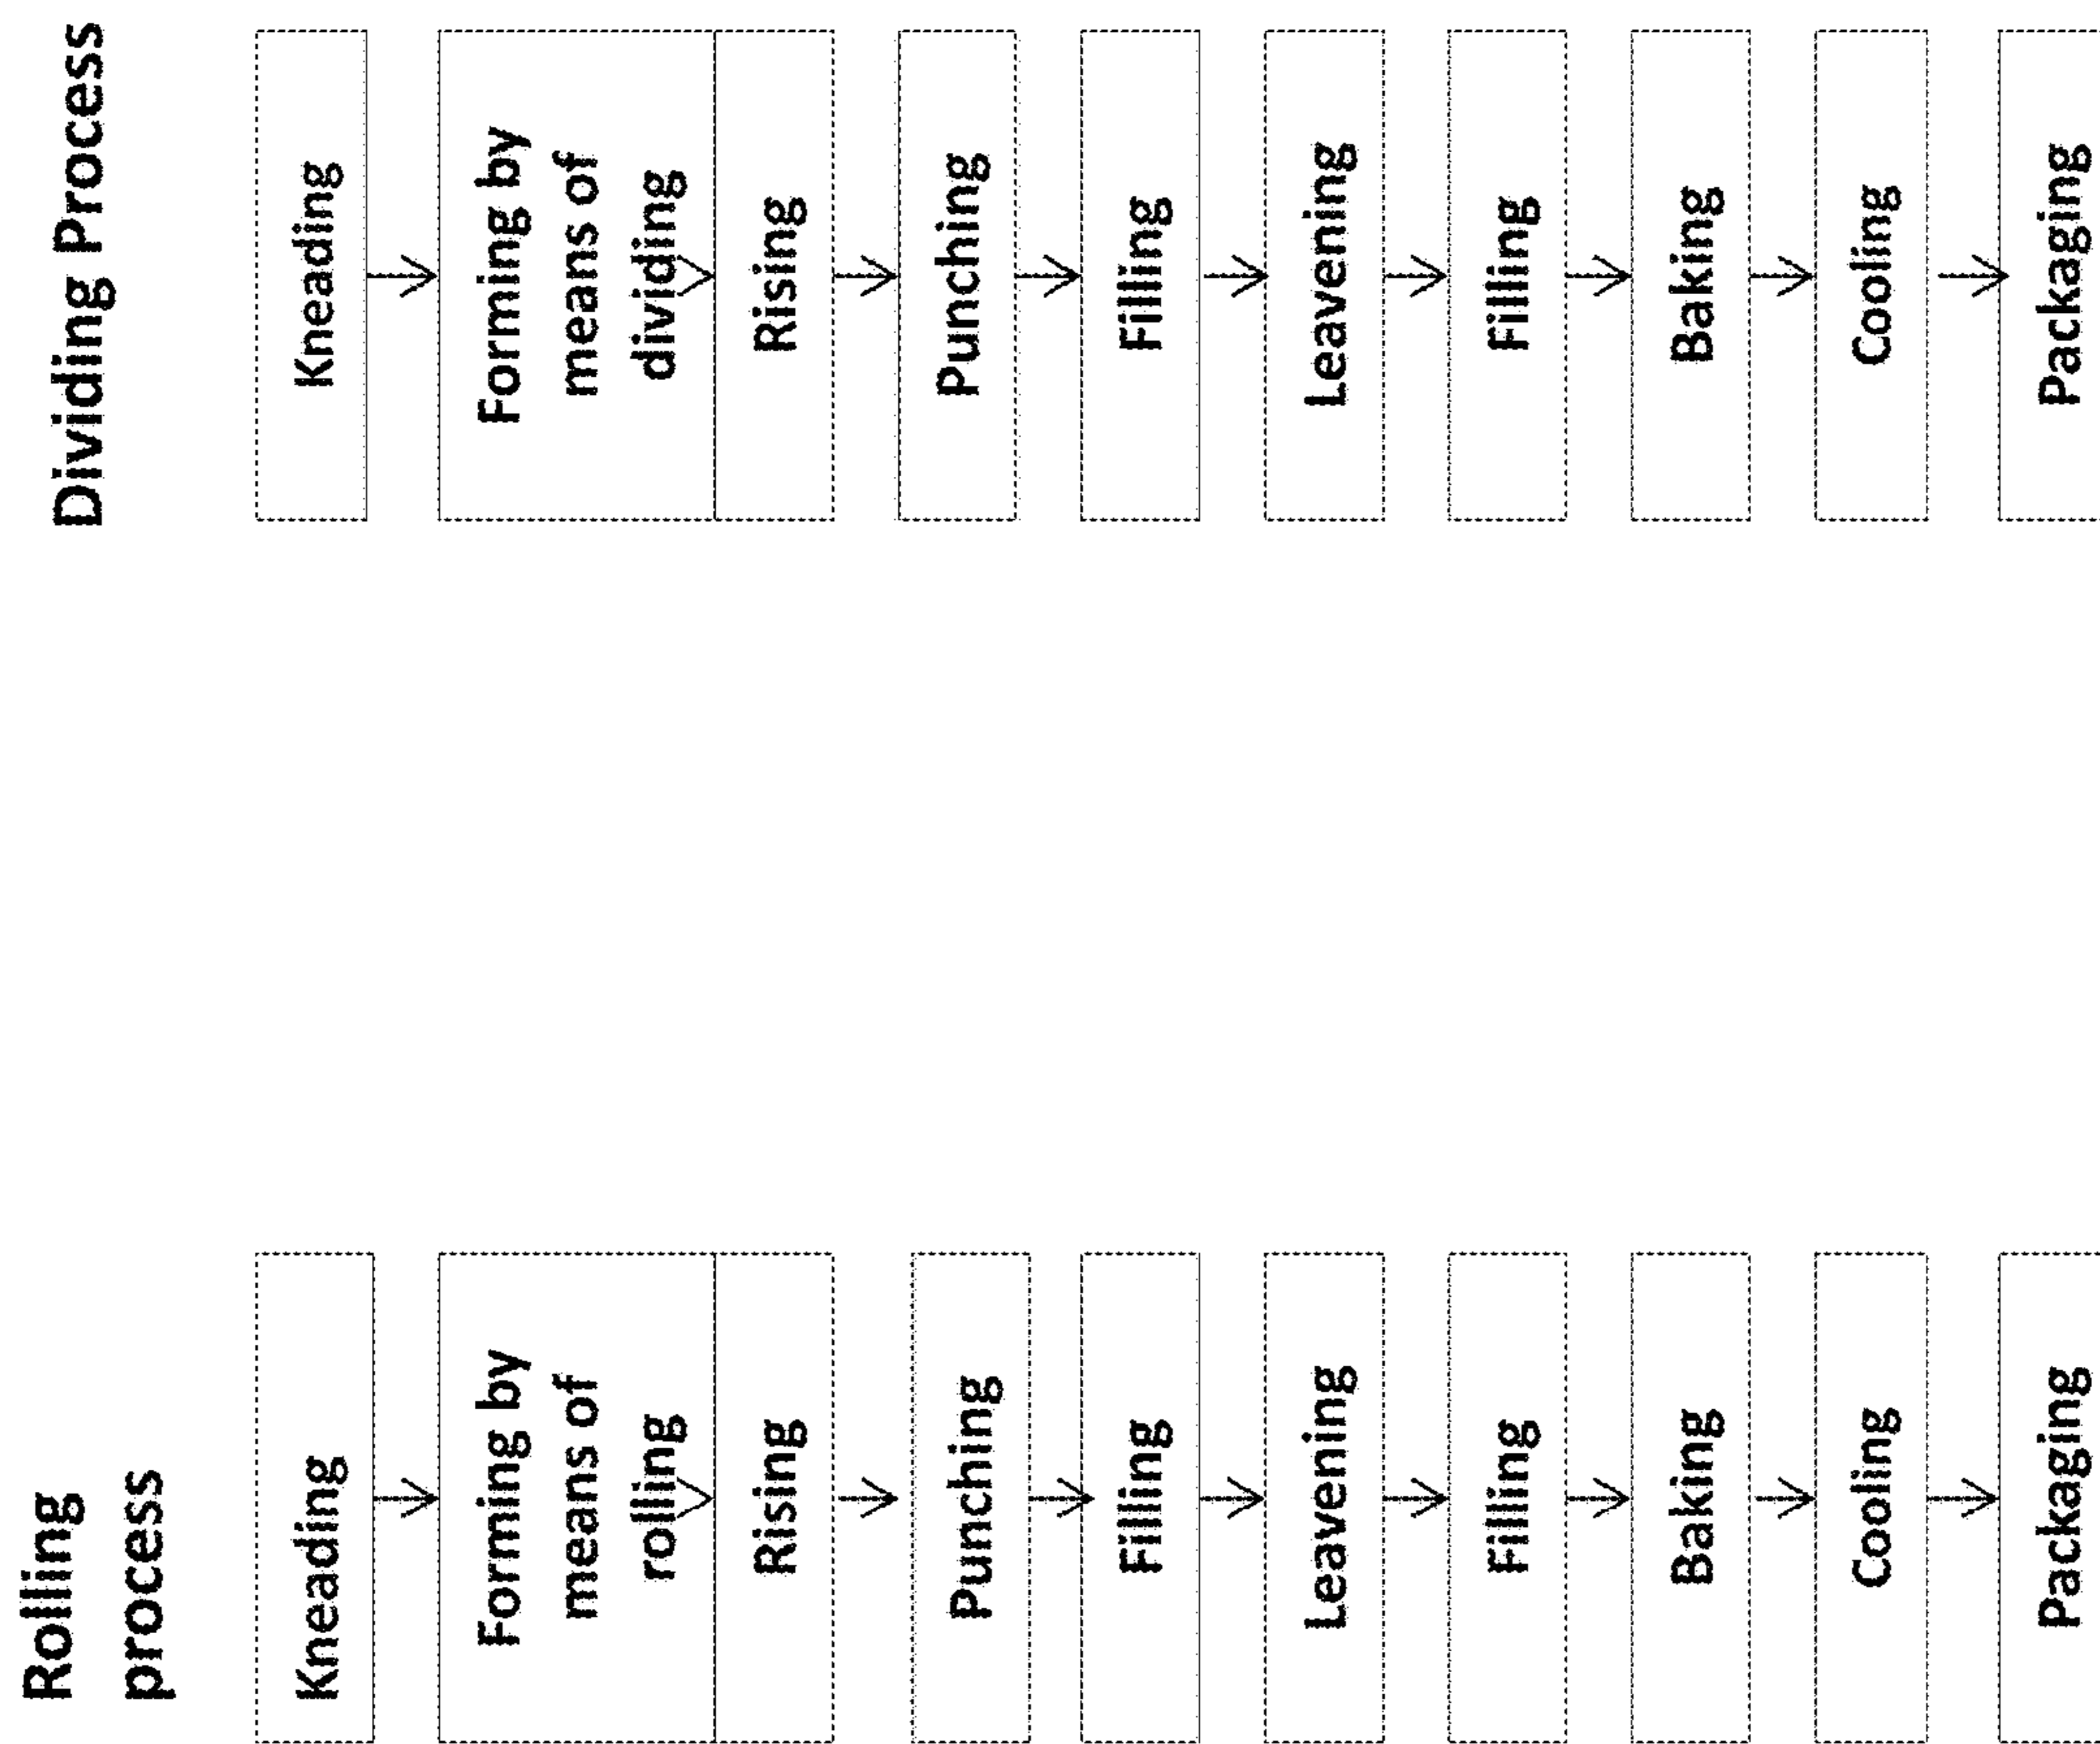 Rolling
process
Kneading
Forming by
means of
rolling
Rising
Punching
Filling
Leavening
Filling
Baking
Cooling
Packaging
Dividing Process
Kneading
Forming by
means of
dividing
Rising
Punching
Filling
Leavening
Filling
Baking
Cooling
Packaging